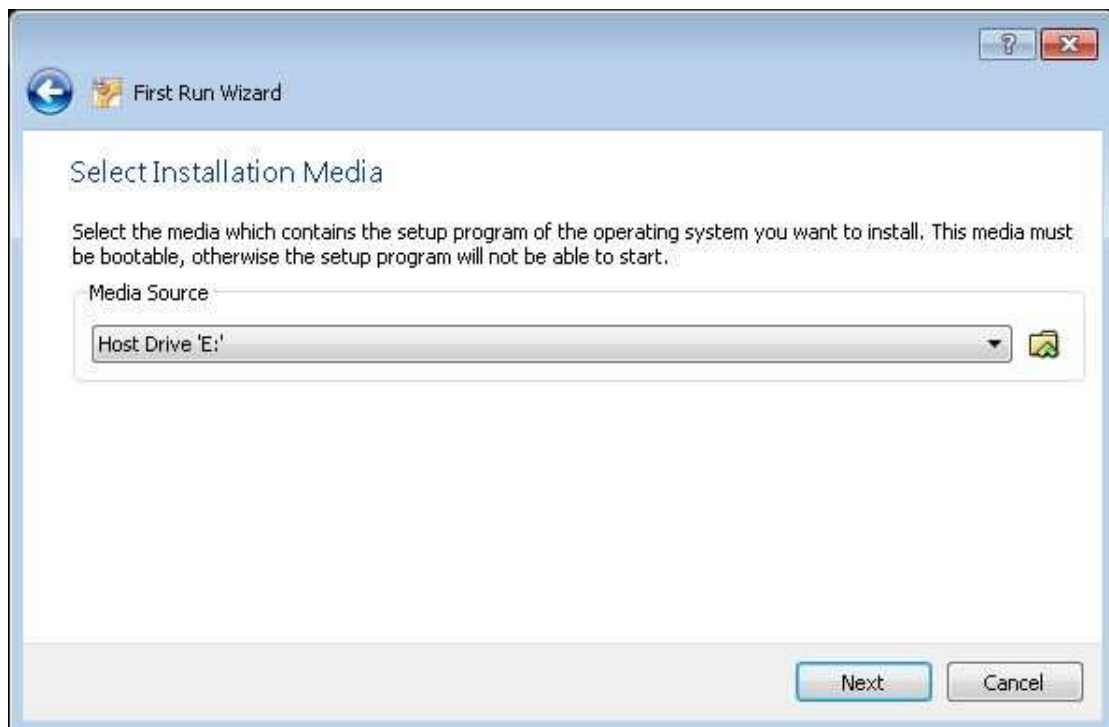 First Run Wizard
Select Installation Media
Select the media which contains the setup program of the operating system you want to install. This media must
be bootable, otherwise the setup program will not be able to start.
Media Source
Host Drive 'E:'
Next Cancel